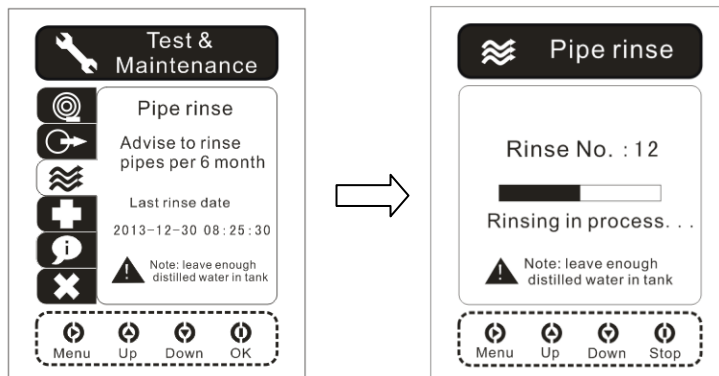 Test &
Maintenance
Pipe rinse
Advise to rinse
pipes per 6 month
Last rinse date
2013-12-30 08:25:30
! Note: leave enough
distilled water in tank
Menu Up Down OK
Pipe rinse
Rinse No. : 12
Rinsing in process. . .
! Note: leave enough
distilled water in tank
Menu Up Down Stop